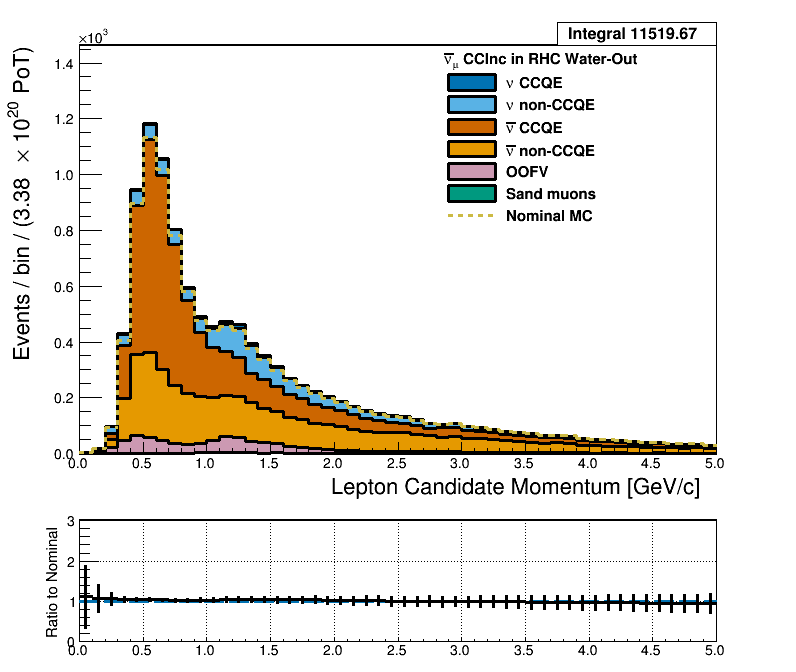 Integral 11519.67
×10³
ν̅μ CCInc in RHC Water-Out
ν CCQE
ν non-CCQE
ν̅ CCQE
ν̅ non-CCQE
OOFV
Sand muons
Nominal MC
Events / bin / (3.38 × 10²⁰ PoT)
1.4
1.2
1.0
0.8
0.6
0.4
0.2
0.0
0.0 0.5 1.0 1.5 2.0 2.5 3.0 3.5 4.0 4.5 5.0
Lepton Candidate Momentum [GeV/c]
Ratio to Nominal
3
2
1
0
0.0 0.5 1.0 1.5 2.0 2.5 3.0 3.5 4.0 4.5 5.0